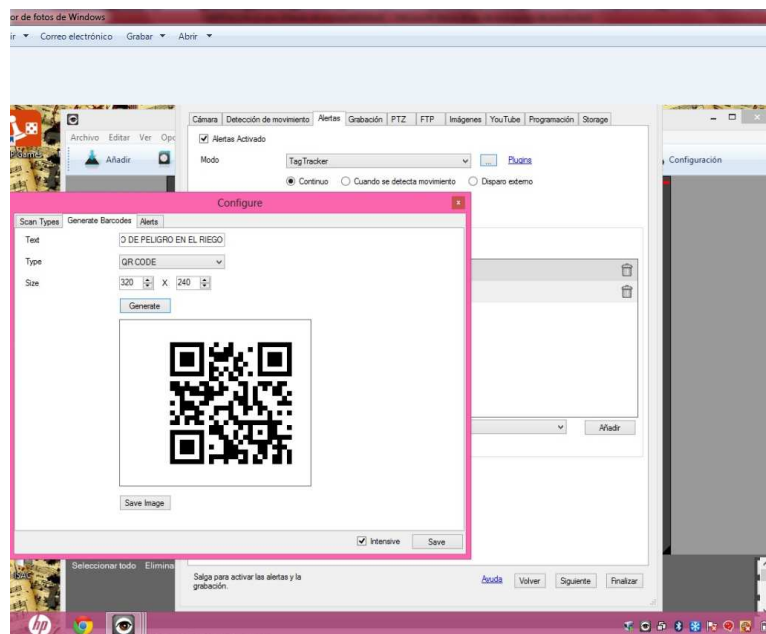 or de fotos de Windows
ir Correo electrónico Grabar Abrir
Cámara Detección de movimiento Alertas Grabación PTZ FTP Imágenes YouTube Programación Storage
Archivo Editar Ver Opc
Alertas Activado
Añadir
Modo TagTracker ... Plugins
Configuración
Continuo Cuando se detecta movimiento Disparo externo
Configure
Scan Types Generate Barcodes Alerts
Text O DE PELIGRO EN EL RIEGO
Type QR CODE
Size 320 X 240
Generate
Añadir
Save Image
Intensive Save
Seleccionar todo Elimina
Salga para activar las alertas y la
grabación.
Ayuda Volver Siguiente Finalizar
hp